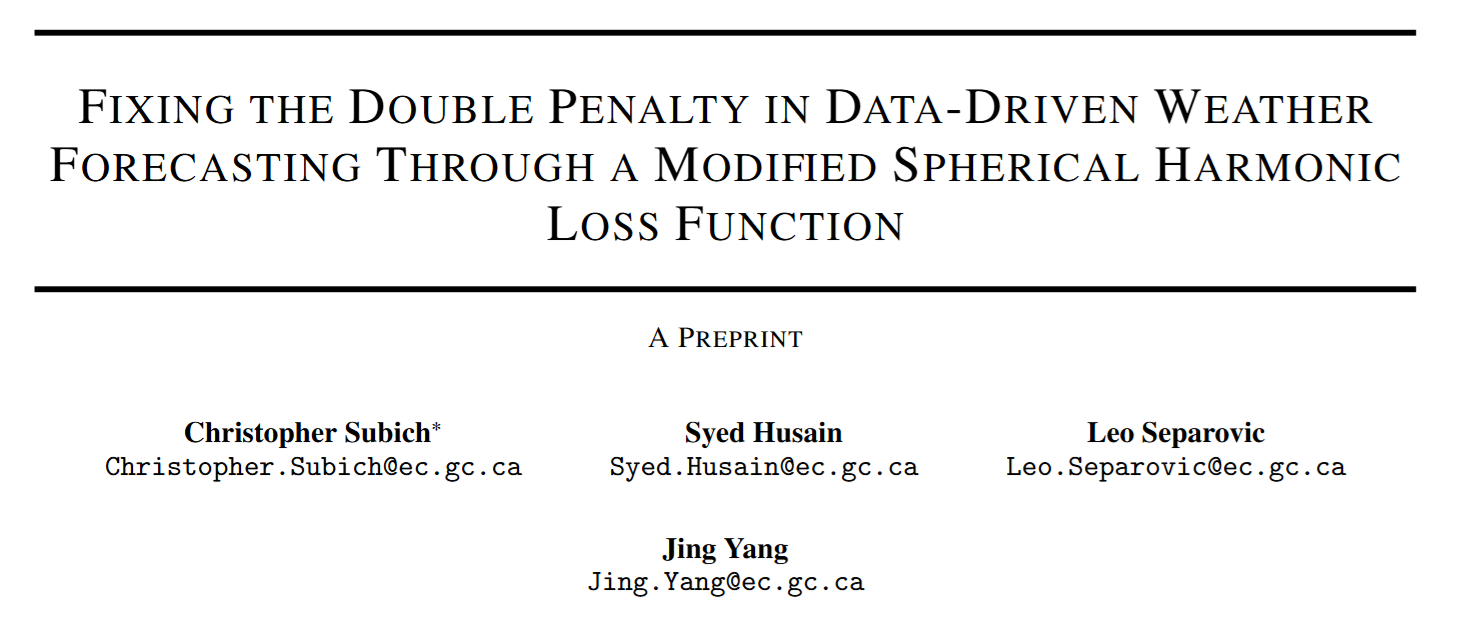 FIXING THE DOUBLE PENALTY IN DATA-DRIVEN WEATHER
FORECASTING THROUGH A MODIFIED SPHERICAL HARMONIC
LOSS FUNCTION
A PREPRINT
Christopher Subich* Syed Husain Leo Separovic
Christopher.Subich@ec.gc.ca Syed.Husain@ec.gc.ca Leo.Separovic@ec.gc.ca
Jing Yang
Jing.Yang@ec.gc.ca